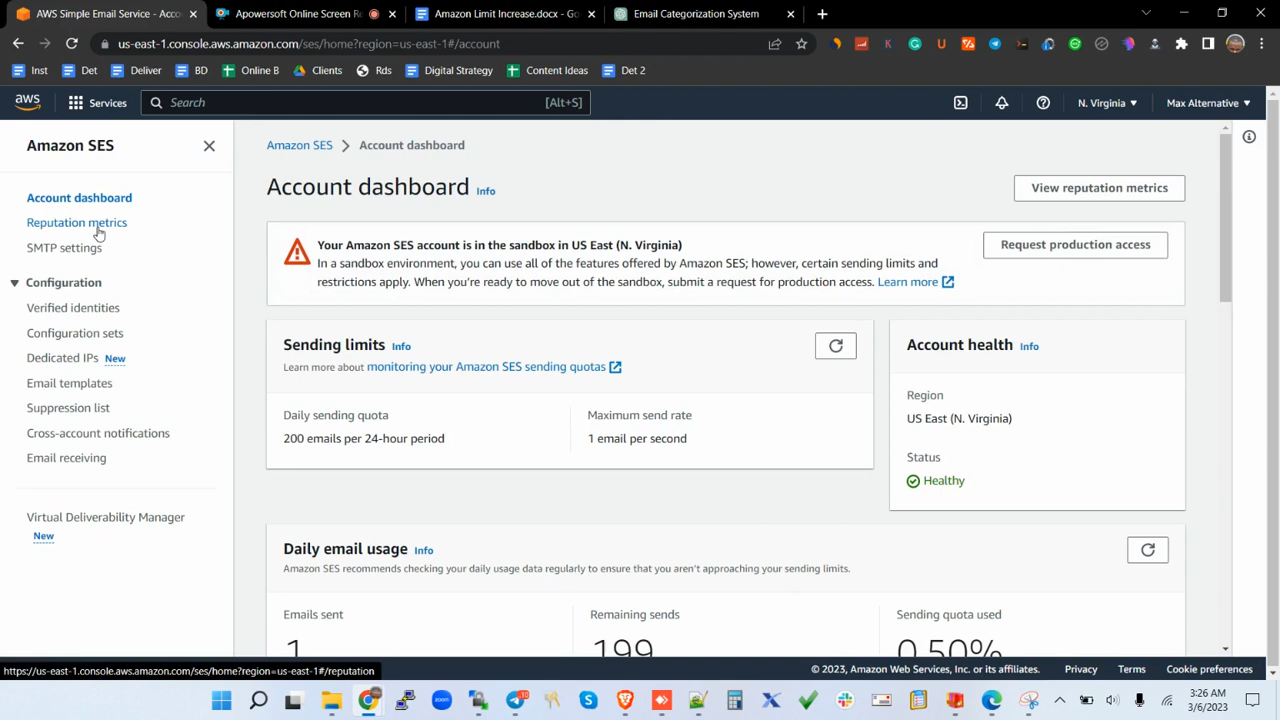 AWS Simple Email Service - Acco
Apowersoft Online Screen Re
Amazon Limit Increase.docx - Go
Email Categorization System
us-east-1.console.aws.amazon.com/ses/home?region=us-east-1#/account
Inst
Det
Deliver
BD
Online B
Clients
Rds
Digital Strategy
Content Ideas
Det 2
aws
Services
Search
[Alt+S]
N. Virginia
Max Alternative
Amazon SES
Account dashboard
Reputation metrics
SMTP settings
Configuration
Verified identities
Configuration sets
Dedicated IPs New
Email templates
Suppression list
Cross-account notifications
Email receiving
Virtual Deliverability Manager
New
Amazon SES > Account dashboard
Account dashboard Info
View reputation metrics
Your Amazon SES account is in the sandbox in US East (N. Virginia)
In a sandbox environment, you can use all of the features offered by Amazon SES; however, certain sending limits and
restrictions apply. When you're ready to move out of the sandbox, submit a request for production access. Learn more
Request production access
Sending limits Info
Learn more about monitoring your Amazon SES sending quotas
Daily sending quota
200 emails per 24-hour period
Maximum send rate
1 email per second
Account health Info
Region
US East (N. Virginia)
Status
Healthy
Daily email usage Info
Amazon SES recommends checking your daily usage data regularly to ensure that you aren't approaching your sending limits.
Emails sent
1
Remaining sends
199
Sending quota used
0.50%
https://us-east-1.console.aws.amazon.com/ses/home?region=us-east-1#/reputation
© 2023, Amazon Web Services, Inc. or its affiliates.
Privacy
Terms
Cookie preferences
3:26 AM
3/6/2023